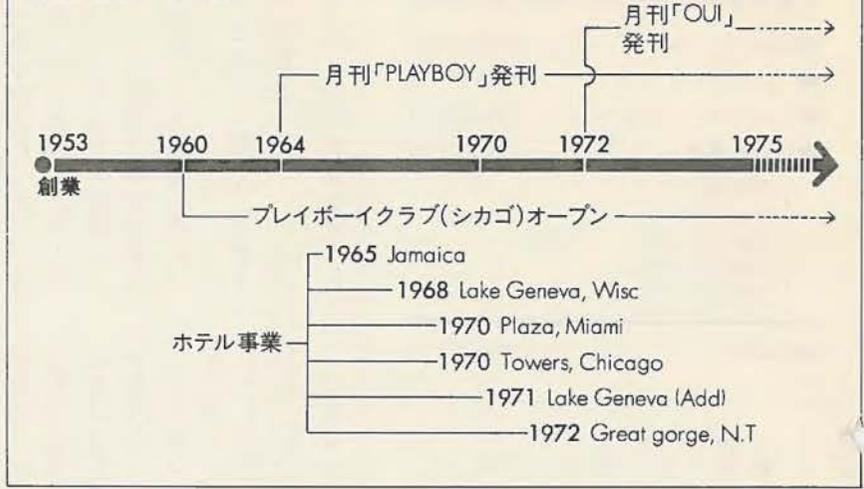 月刊「OUI」
発刊
月刊「PLAYBOY」発刊
1953 1960 1964 1970 1972 1975
創業
プレイボーイクラブ(シカゴ)オープン
1965 Jamaica
1968 Lake Geneva, Wisc
1970 Plaza, Miami
ホテル事業
1970 Towers, Chicago
1971 Lake Geneva (Add)
1972 Great gorge, N.T